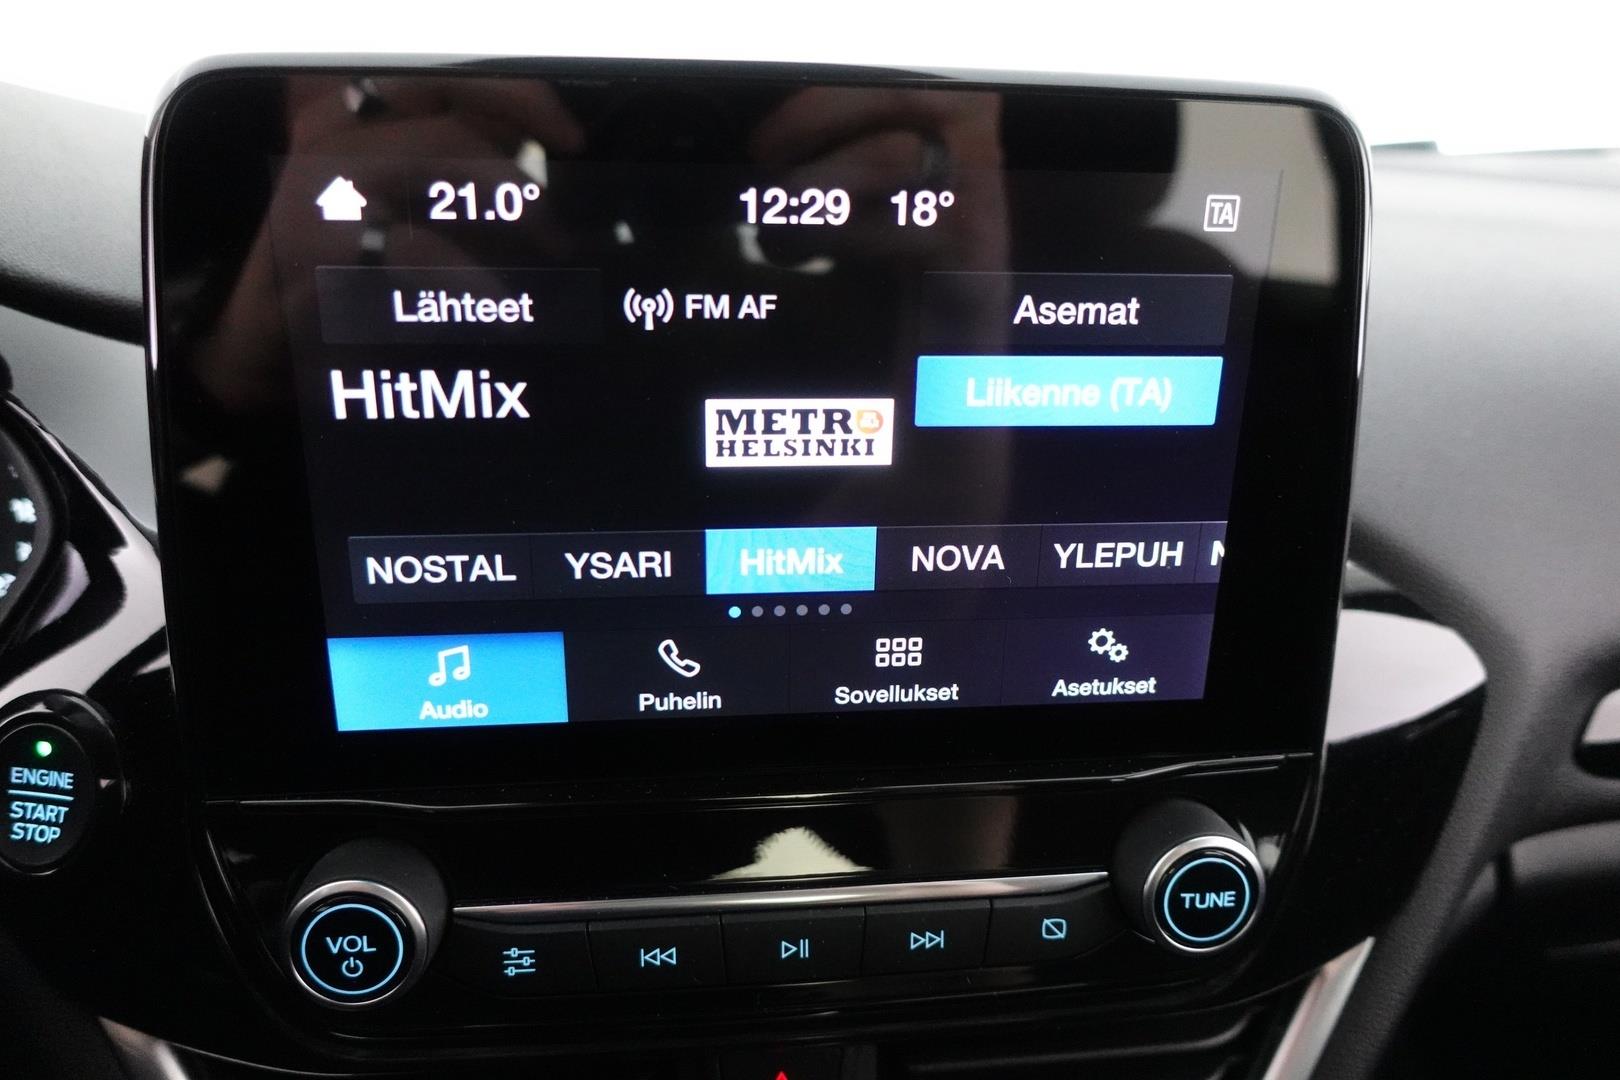 21.0° 12:29 18° TA
Lähteet FM AF Asemat
HitMix Liikenne (TA)
METRO
HELSINKI
NOSTAL YSARI HitMix NOVA YLEPUH
Audio Puhelin Sovellukset Asetukset
ENGINE
START
STOP
VOL
TUNE